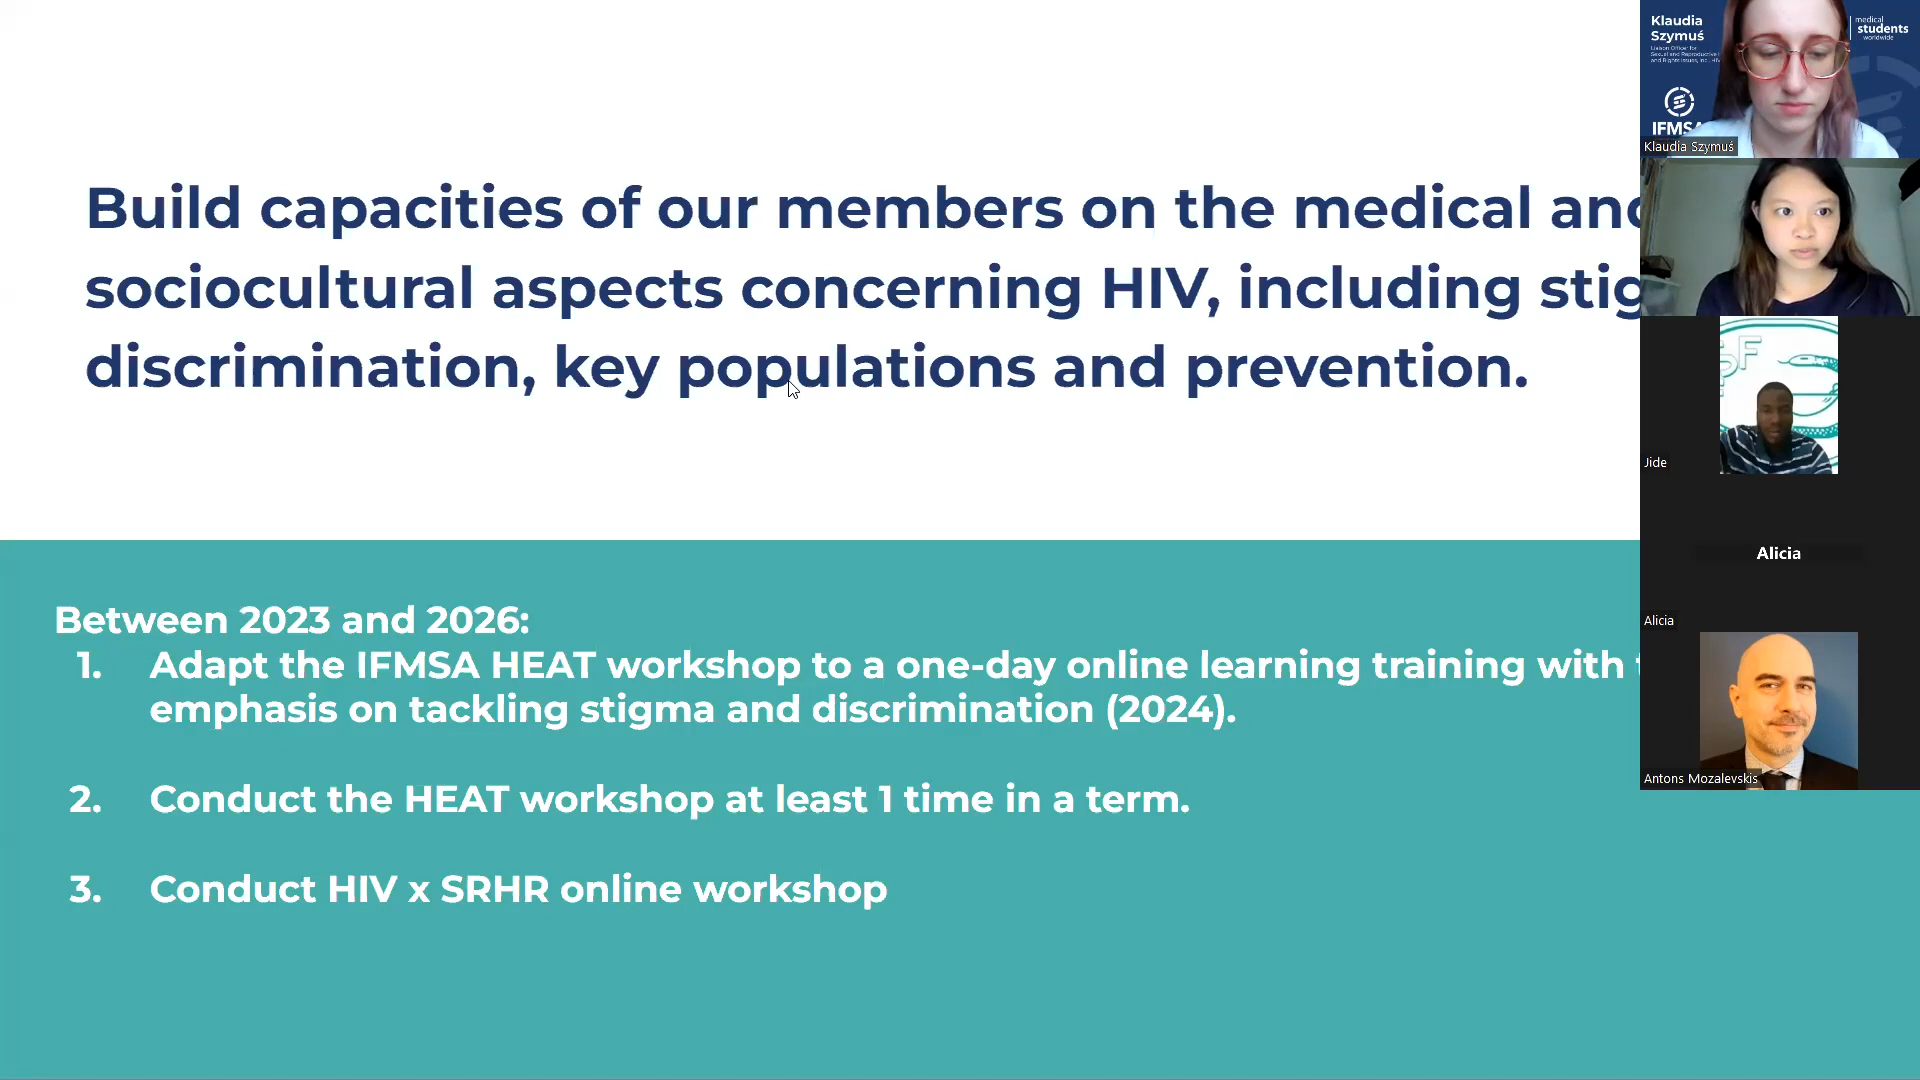 Build capacities of our members on the medical and
sociocultural aspects concerning HIV, including stig
discrimination, key populations and prevention.
Between 2023 and 2026:
1. Adapt the IFMSA HEAT workshop to a one-day online learning training with
emphasis on tackling stigma and discrimination (2024).
2. Conduct the HEAT workshop at least 1 time in a term.
3. Conduct HIV x SRHR online workshop
Klaudia
Szymuś
Liaison Officer for
Sexual and Reproductive
and Rights Issues, incl. HIV
medical
students
worldwide
IFMSA
Klaudia Szymuś
Jide
Alicia
Alicia
Antons Mozalevskis